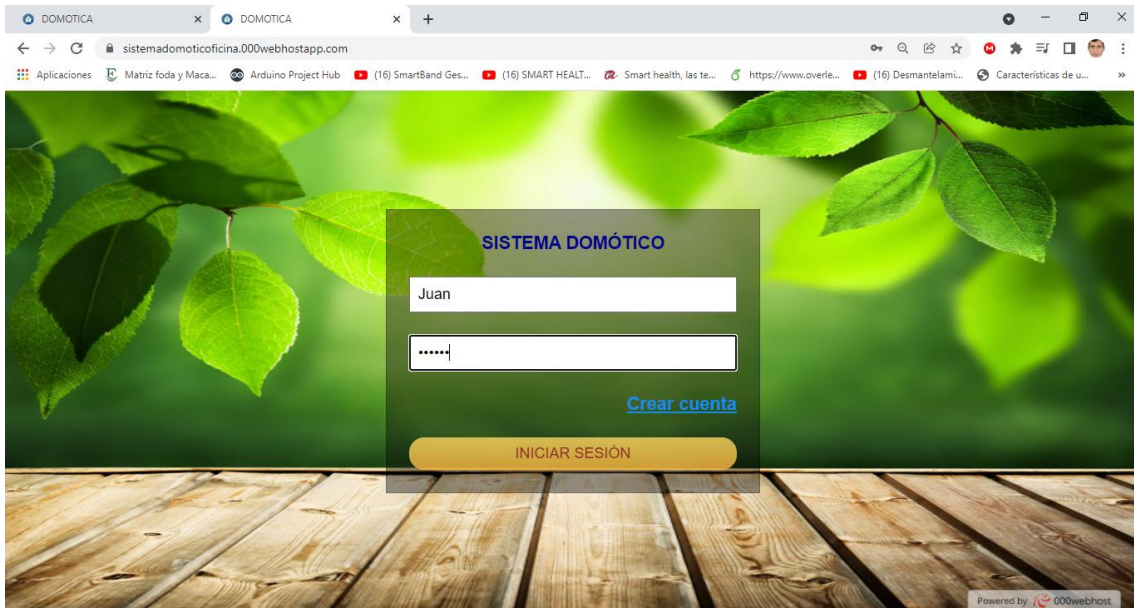 DOMOTICA
DOMOTICA
sistemadomoticoficina.000webhostapp.com
Aplicaciones Matriz foda y Maca... Arduino Project Hub (16) SmartBand Ges... (16) SMART HEALT... Smart health, las te... https://www.overle... (16) Desmantelami... Características de u... »
SISTEMA DOMÓTICO
Juan
••••••
Crear cuenta
INICIAR SESIÓN
Powered by 000webhost